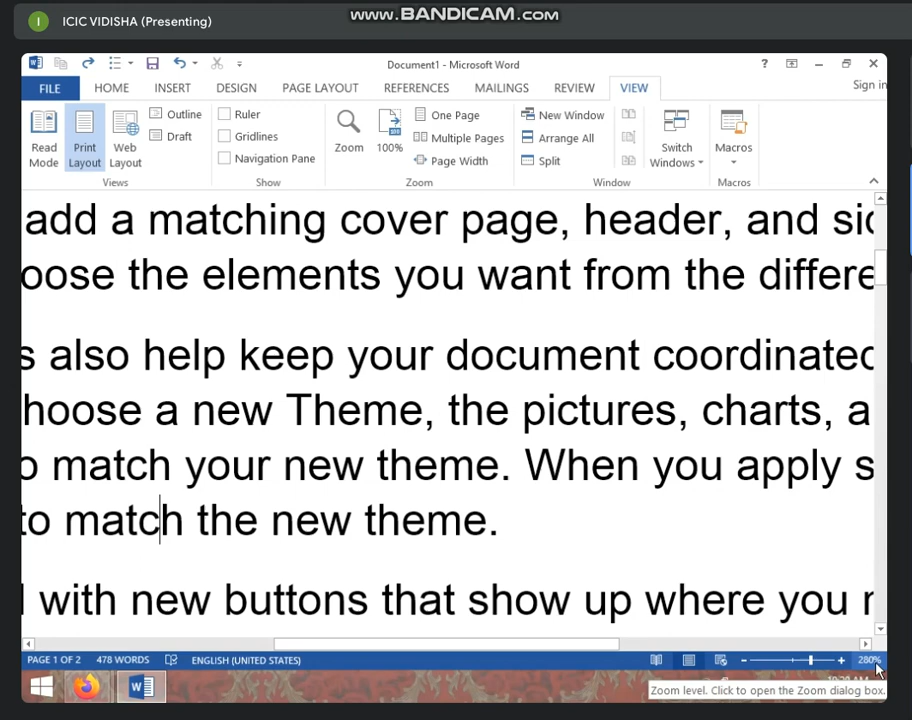 www.BANDICAM.com
I ICIC VIDISHA (Presenting)
Document1 - Microsoft Word
FILE HOME INSERT DESIGN PAGE LAYOUT REFERENCES MAILINGS REVIEW VIEW Sign in
Read Mode
Print Layout
Web Layout
Outline
Draft
Views
Ruler
Gridlines
Navigation Pane
Show
Zoom
100%
One Page
Multiple Pages
Page Width
Zoom
New Window
Arrange All
Split
Switch Windows
Window
Macros
Macros
add a matching cover page, header, and sid
oose the elements you want from the differe
s also help keep your document coordinated
hoose a new Theme, the pictures, charts, a
o match your new theme. When you apply s
to match the new theme.
with new buttons that show up where you
PAGE 1 OF 2 478 WORDS ENGLISH (UNITED STATES) 280%
Zoom level. Click to open the Zoom dialog box.